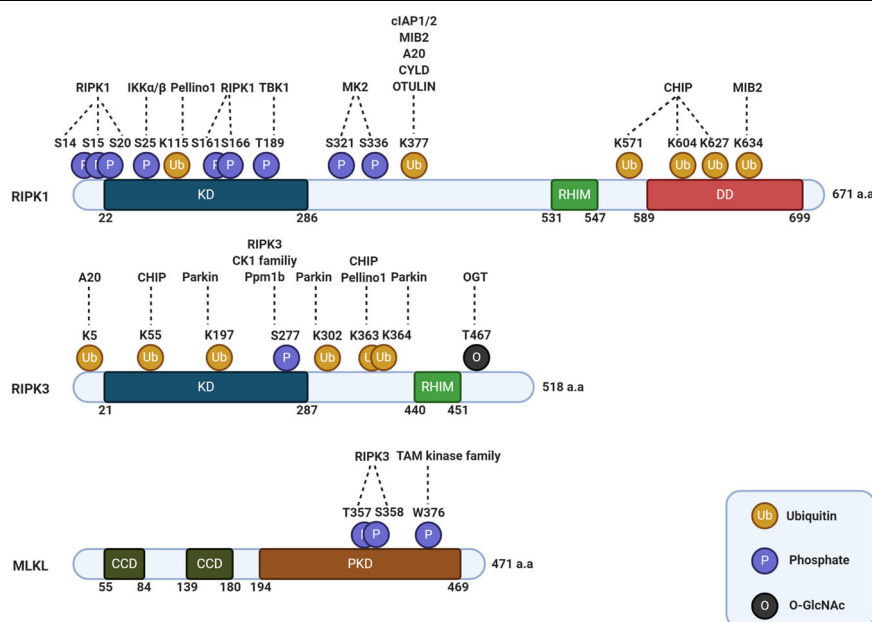 cIAP1/2
MIB2
A20
CYLD
RIPK1 IKKα/β Pellino1 RIPK1 TBK1 MK2 OTULIN CHIP MIB2
S14 S15 S20 S25 K115 S161 S166 T189 S321 S336 K377 K571 K604 K627 K634
P P P P Ub P P P P P Ub Ub Ub Ub Ub
RIPK1 KD RHIM DD 671 a.a
22 286 531 547 589 699
RIPK3
CK1 familiy CHIP
A20 CHIP Parkin Ppm1b Parkin Pellino1 Parkin OGT
K5 K55 K197 S277 K302 K363 K364 T467
Ub Ub Ub P Ub U Ub O
RIPK3 KD RHIM 518 a.a
21 287 440 451
RIPK3 TAM kinase family
T357 S358 W376
P P
MLKL CCD CCD PKD 471 a.a
55 84 139 180 194 469
Ub Ubiquitin
P Phosphate
O O-GlcNAc